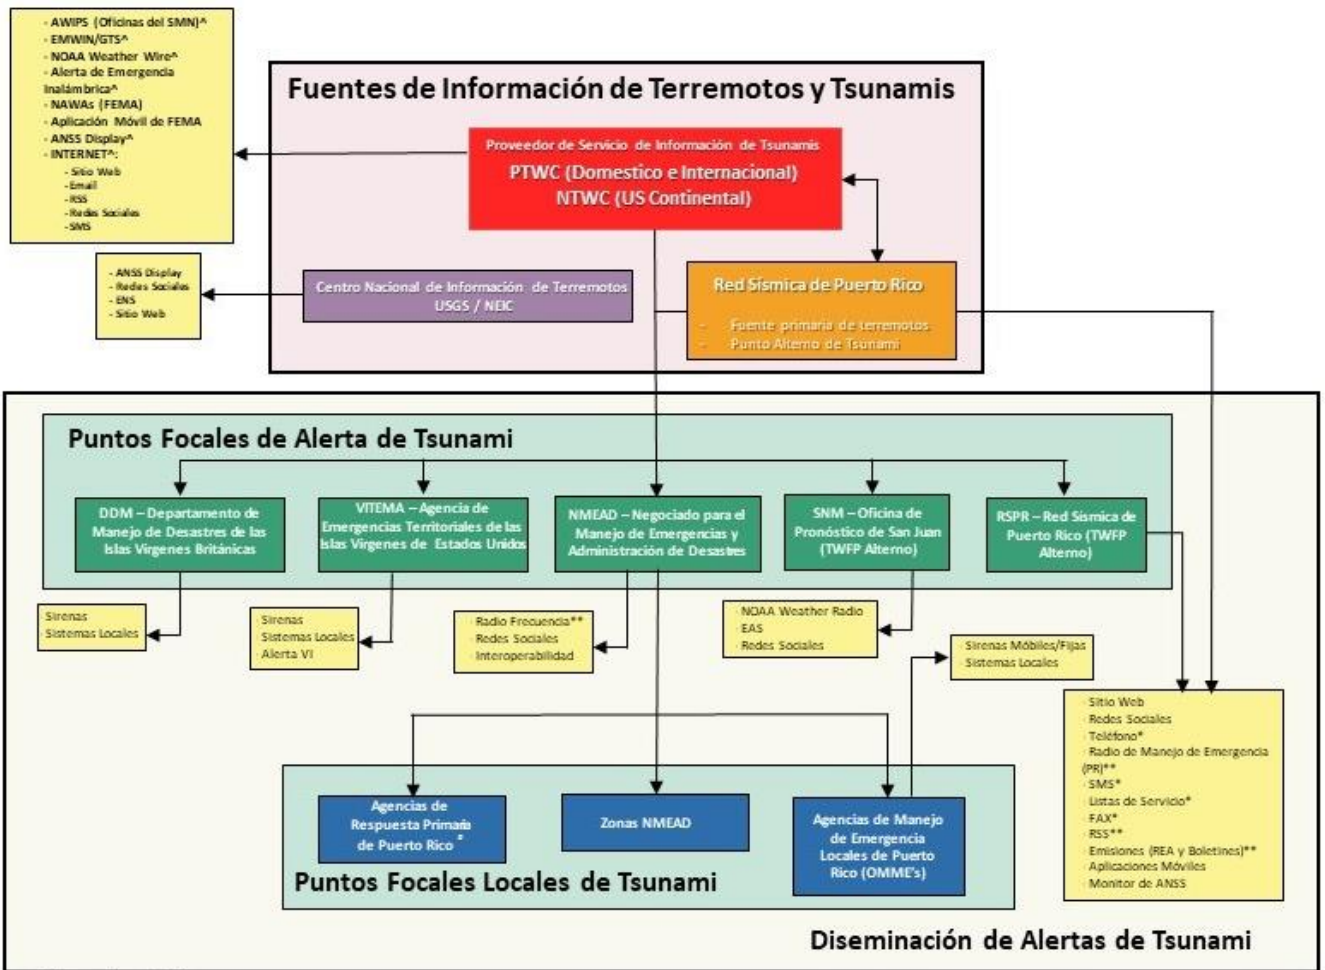 - AWIPS (Oficinas del SMN)^
- EMWIN/GTS^
- NOAA Weather Wire^
- Alerta de Emergencia
Inalámbrica^
- NAWAs (FEMA)
- Aplicación Móvil de FEMA
- ANSS Display^
- INTERNET^:
- Sitio Web
-Email
-RSS
- Redes Sociales
-SMS
Fuentes de Información de Terremotos y Tsunamis
Proveedor de Servicio de Información de Tsunamis
PTWC (Domestico e Internacional)
NTWC (US Continental)
- ANSS Display
- Redes Sociales
- ENS
- Sitio Web
Centro Nacional de Información de Terremotos
USGS / NEIC
Red Sísmica de Puerto Rico
- Fuente primaria de terremotos
- Punto Alterno de Tsunami
Puntos Focales de Alerta de Tsunami
DDM – Departamento de
Manejo de Desastres de las
Islas Vírgenes Británicas
VITEMA – Agencia de
Emergencias Territoriales de las
Islas Vírgenes de Estados Unidos
NMEAD – Negociado para el
Manejo de Emergencias y
Administración de Desastres
SNM – Oficina de
Pronóstico de San Juan
(TWFP Alterno)
RSPR – Red Sísmica de
Puerto Rico (TWFP
Alterno)
· Sirenas
· Sistemas Locales
· Sirenas
· Sistemas Locales
· Alerta VI
· Radio Frecuencia**
· Redes Sociales
· Interoperabilidad
· NOAA Weather Radio
· EAS
· Redes Sociales
· Sirenas Móbiles/Fijas
· Sistemas Locales
· Sitio Web
· Redes Sociales
· Teléfono*
· Radio de Manejo de Emergencia
(PR)**
· SMS*
· Listas de Servicio*
· FAX*
· RSS**
· Emisiones (REA y Boletines)**
· Aplicaciones Móviles
· Monitor de ANSS
Agencias de
Respuesta Primaria
de Puerto Rico
Zonas NMEAD
Agencias de Manejo
de Emergencia
Locales de Puerto
Rico (OMME's)
Puntos Focales Locales de Tsunami
Diseminación de Alertas de Tsunami